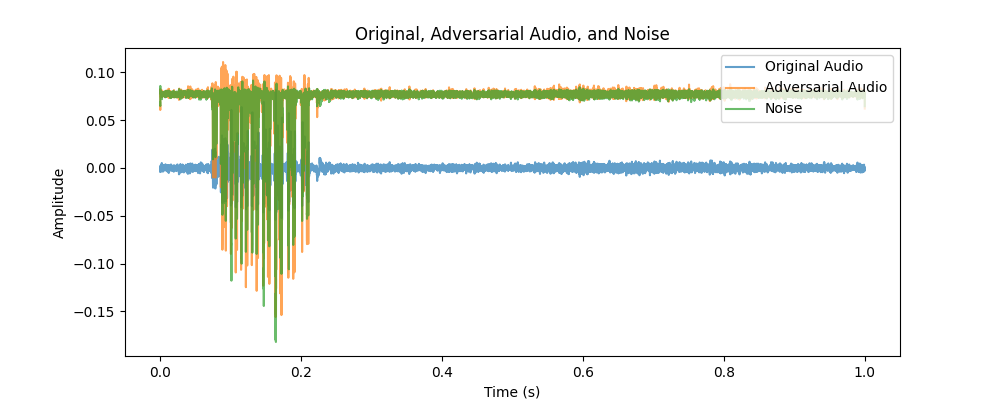 Original, Adversarial Audio, and Noise
Original Audio
Adversarial Audio
Noise
0.10
0.05
0.00
−0.05
−0.10
−0.15
Amplitude
0.0
0.2
0.4
0.6
0.8
1.0
Time (s)